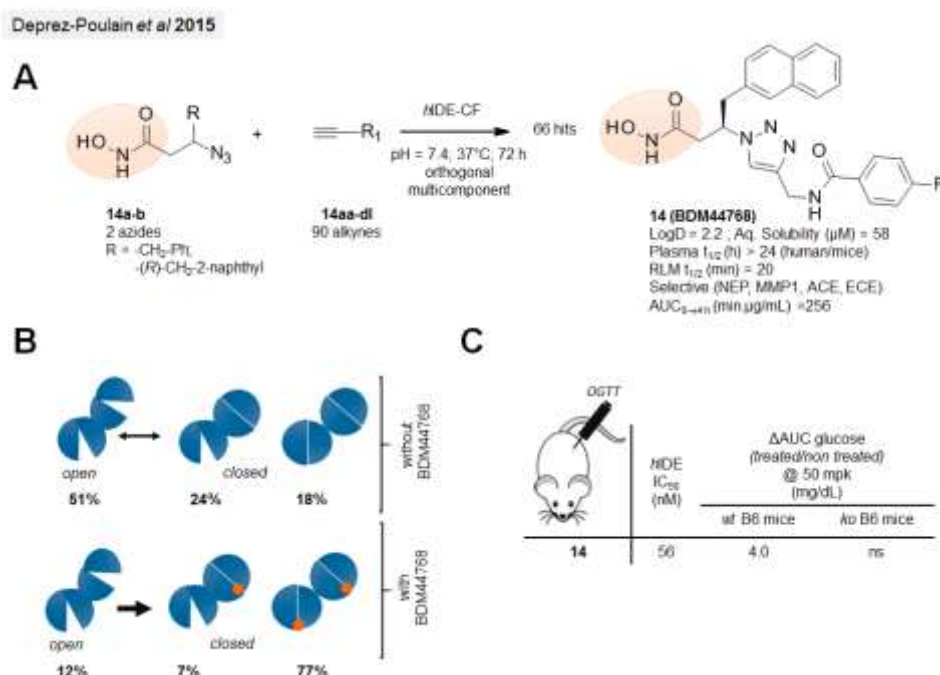 Deprez-Poulain et al 2015
A
HO
N
H
O
R
N3
+
R1
hIDE-CF
pH = 7.4; 37°C, 72 h
orthogonal
multicomponent
66 hits
14a-b
2 azides
R = -CH2-Ph;
-(R)-CH2-2-naphthyl
14aa-dl
90 alkynes
HO
N
H
O
N
N
N
O
N
H
F
14 (BDM44768)
LogD = 2.2 ; Aq. Solubility (µM) = 58
Plasma t1/2 (h) > 24 (human/mice)
RLM t1/2 (min) = 20
Selective (NEP, MMP1, ACE, ECE)
(min.µg/mL) =256
B
open
closed
51%
24%
18%
without
BDM44768
open
closed
12%
7%
77%
with
BDM44768
C
OGTT
hIDE
IC50
(nM)
ΔAUC glucose
(treated/non treated)
@ 50 mpk
(mg/dL)
wt B6 mice
ko B6 mice
14
56
4.0
ns